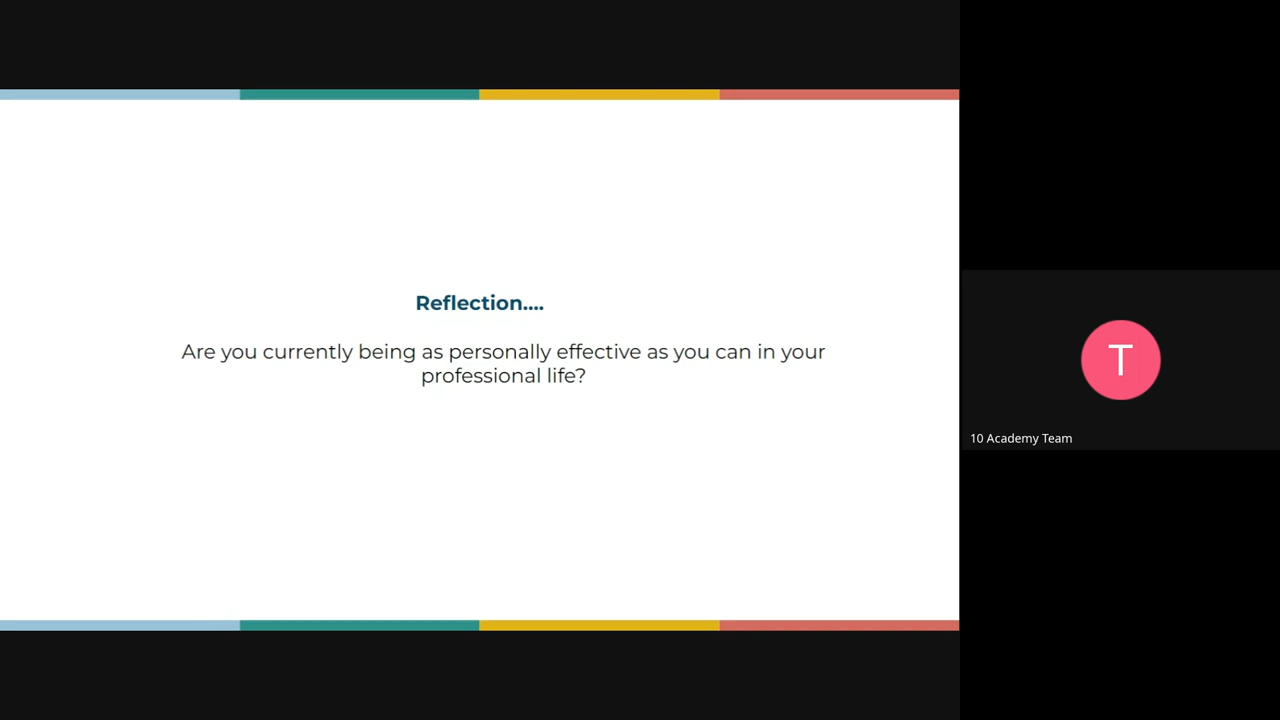 Reflection....
Are you currently being as personally effective as you can in your
professional life?
T
10 Academy Team